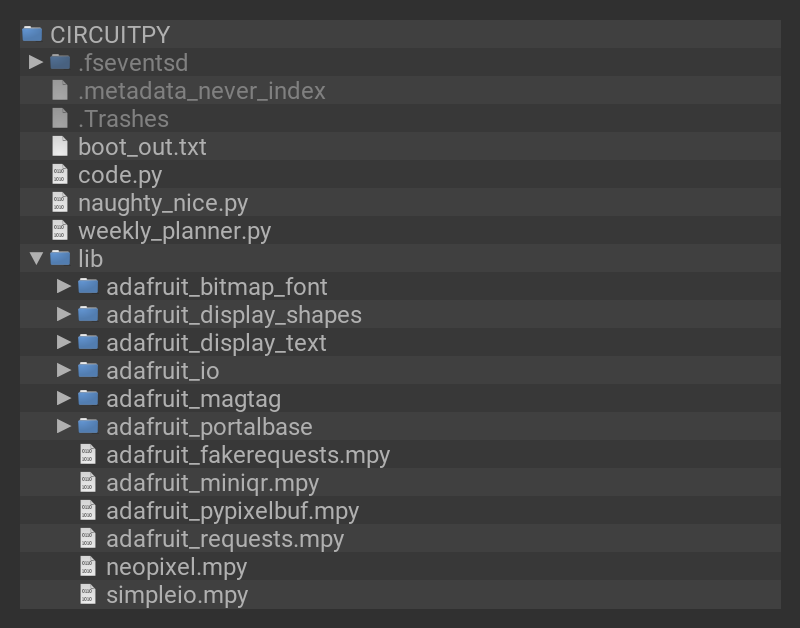 CIRCUITPY
.fseventsd
.metadata_never_index
.Trashes
boot_out.txt
code.py
naughty_nice.py
weekly_planner.py
lib
adafruit_bitmap_font
adafruit_display_shapes
adafruit_display_text
adafruit_io
adafruit_magtag
adafruit_portalbase
adafruit_fakerequests.mpy
adafruit_miniqr.mpy
adafruit_pypixelbuf.mpy
adafruit_requests.mpy
neopixel.mpy
simpleio.mpy